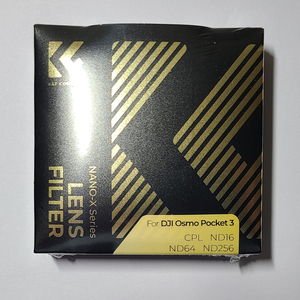 K&F CONCEPT
NANO-X Series
LENS
FILTER
For DJI Osmo Pocket 3
CPL ND16
ND64 ND256